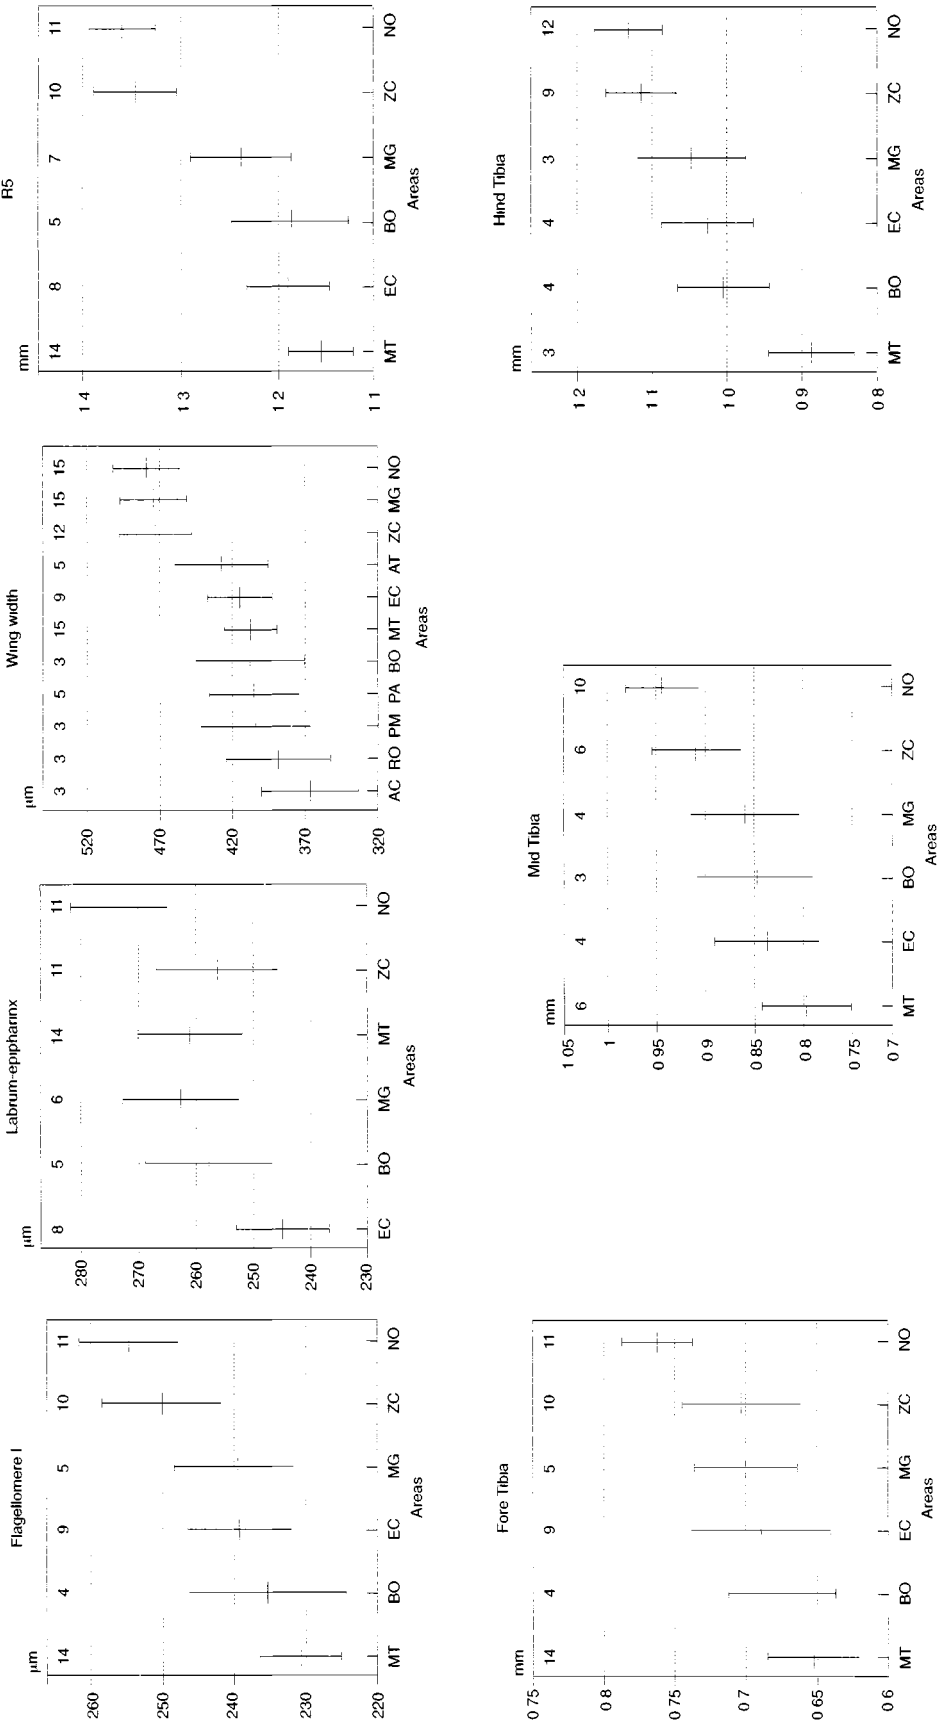 Flagellomere I
µm
14 4 9 5 10 11
260
250
240
230
220
MT BO EC MG ZC NO
Areas
Labrum-epipharinx
µm
8 5 6 14 11 11
280
270
260
250
240
230
EC BO MG MT ZC NO
Areas
Wing width
µm
3 3 3 5 3 15 9 5 12 15 15
520
470
420
370
320
AC RO PM PA BO MT EC AT ZC MG NO
Areas
R5
mm
14 8 5 7 10 11
1 4
1 3
1 2
1 1
MT EC BO MG ZC NO
Areas
Fore Tibia
mm
14 4 9 5 10 11
0 75
0 8
0 75
0 7
0 65
0 6
MT BO EC MG ZC NO
Areas
Mid Tibia
mm
6 4 3 4 6 10
1 05
1
0 95
0 9
0 85
0 8
0 75
0 7
MT EC BO MG ZC NO
Areas
Hind Tibia
mm
3 4 4 3 9 12
1 2
1 1
1 0
0 9
0 8
MT BO EC MG ZC NO
Areas